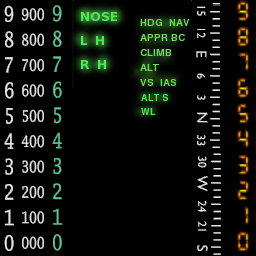 9 900 9
8 800 8
7 700 7
6 600 6
5 500 5
4 400 4
3 300 3
2 200 2
1 100 1
0 000 0
NOSE
L H
R H
HDG NAV
APPR BC
CLIMB
ALT
VS IAS
ALT S
WL
15
12
E
6
3
N
33
30
W
24
21
S
9
8
7
6
5
4
3
2
1
0